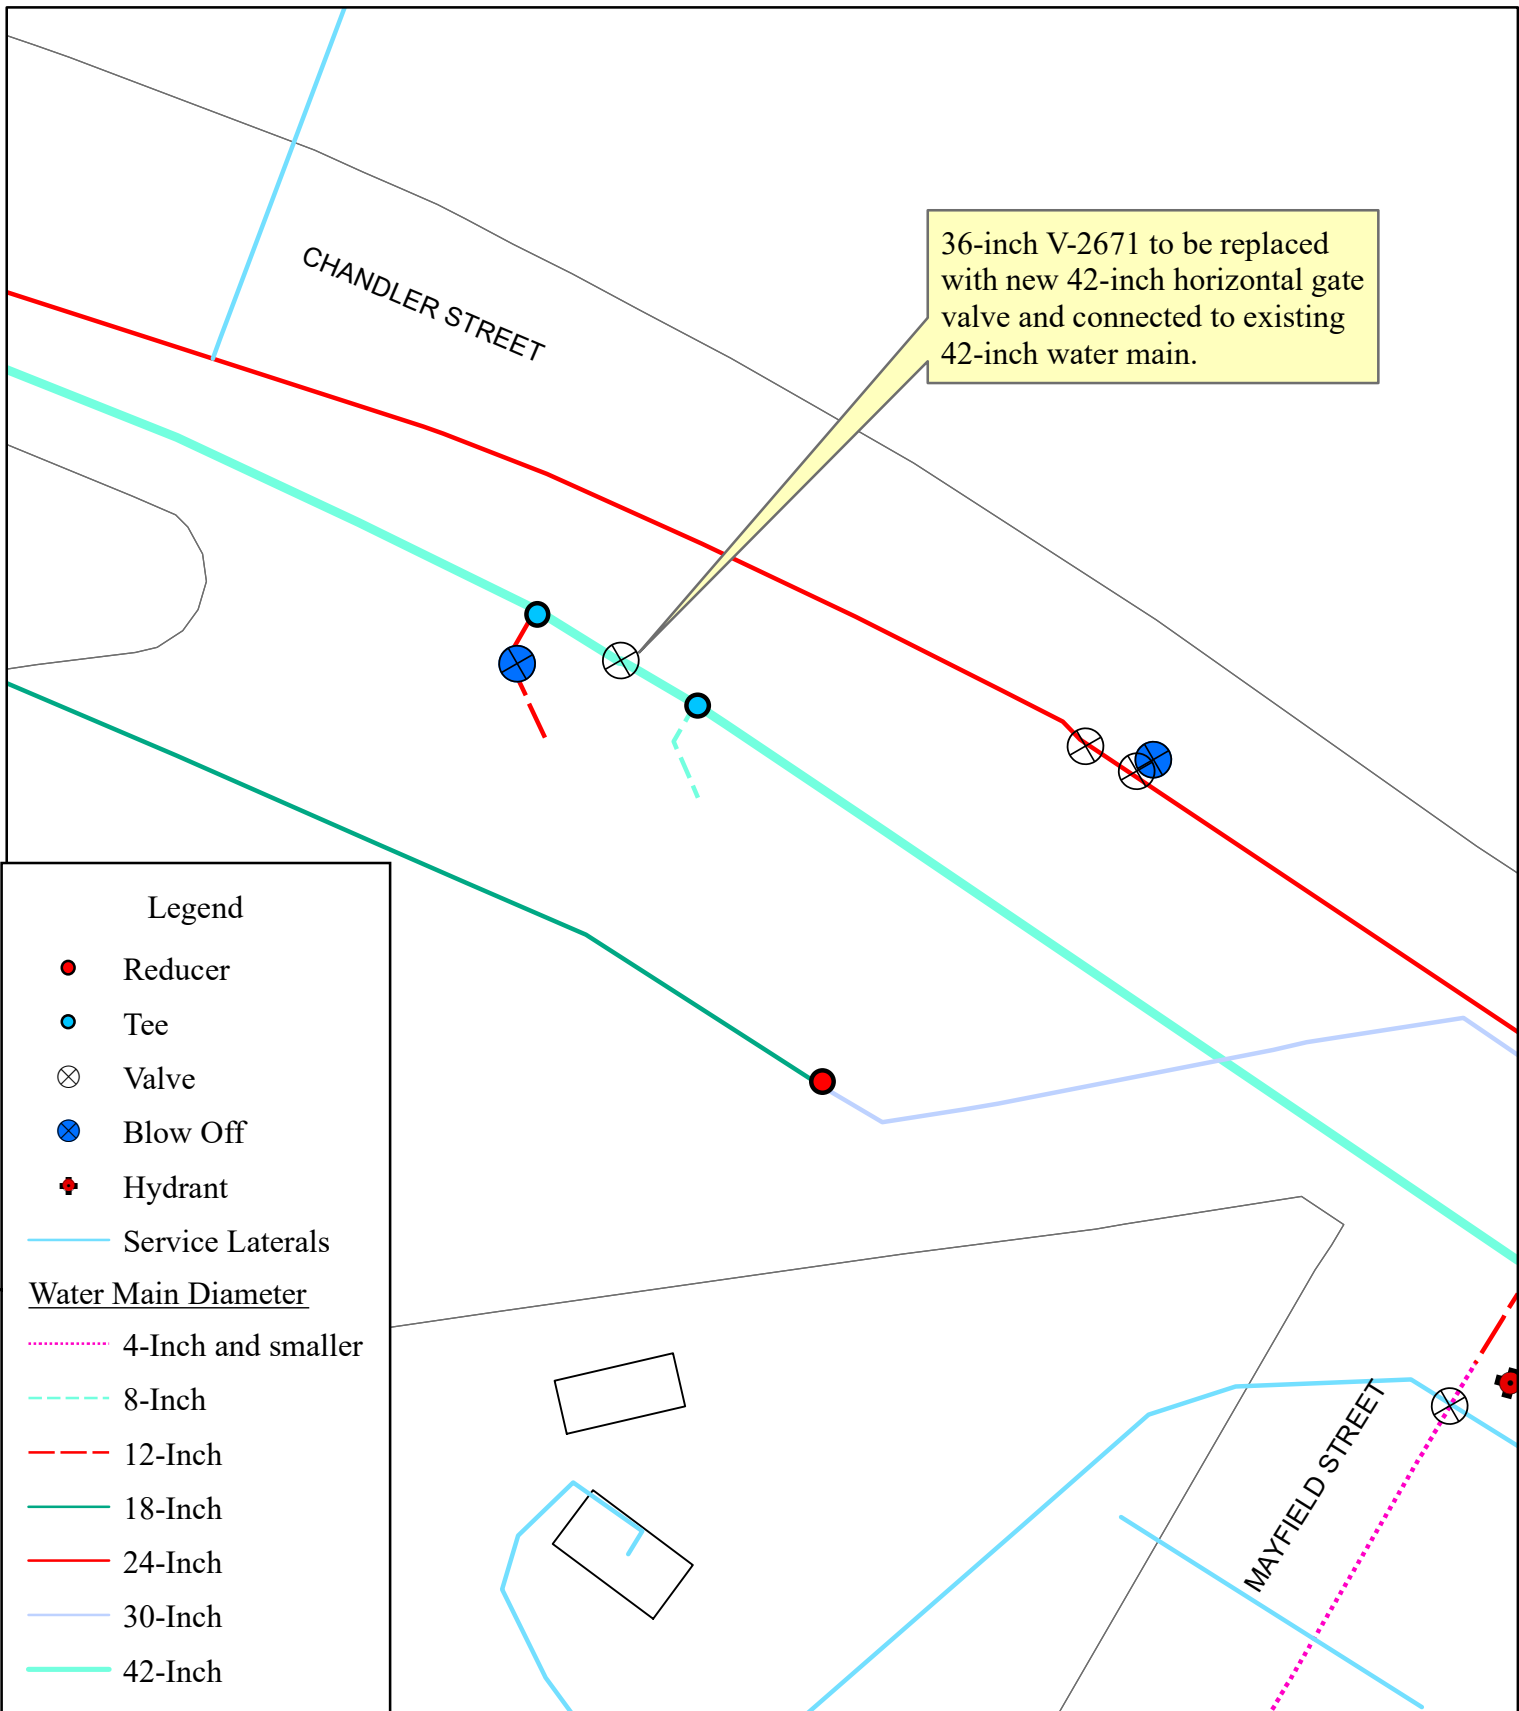 CHANDLER STREET
36-inch V-2671 to be replaced
with new 42-inch horizontal gate
valve and connected to existing
42-inch water main.
Legend
Reducer
Tee
Valve
Blow Off
Hydrant
Service Laterals
Water Main Diameter
4-Inch and smaller
8-Inch
12-Inch
18-Inch
24-Inch
30-Inch
42-Inch
MAYFIELD STREET